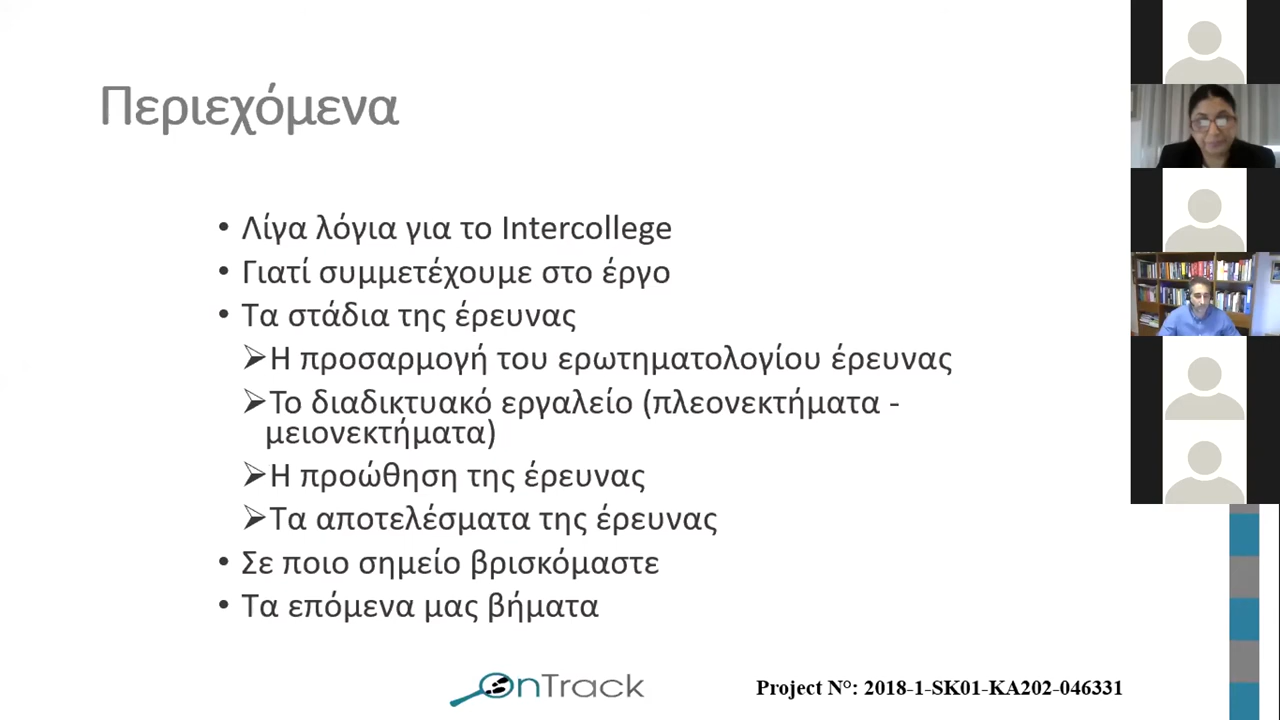 Περιεχόμενα
• Λίγα λόγια για το Intercollege
• Γιατί συμμετέχουμε στο έργο
• Τα στάδια της έρευνας
➢Η προσαρμογή του ερωτηματολογίου έρευνας
➢Το διαδικτυακό εργαλείο (πλεονεκτήματα -
μειονεκτήματα)
➢Η προώθηση της έρευνας
➢Τα αποτελέσματα της έρευνας
• Σε ποιο σημείο βρισκόμαστε
• Τα επόμενα μας βήματα
OnTrack
Project N°: 2018-1-SK01-KA202-046331